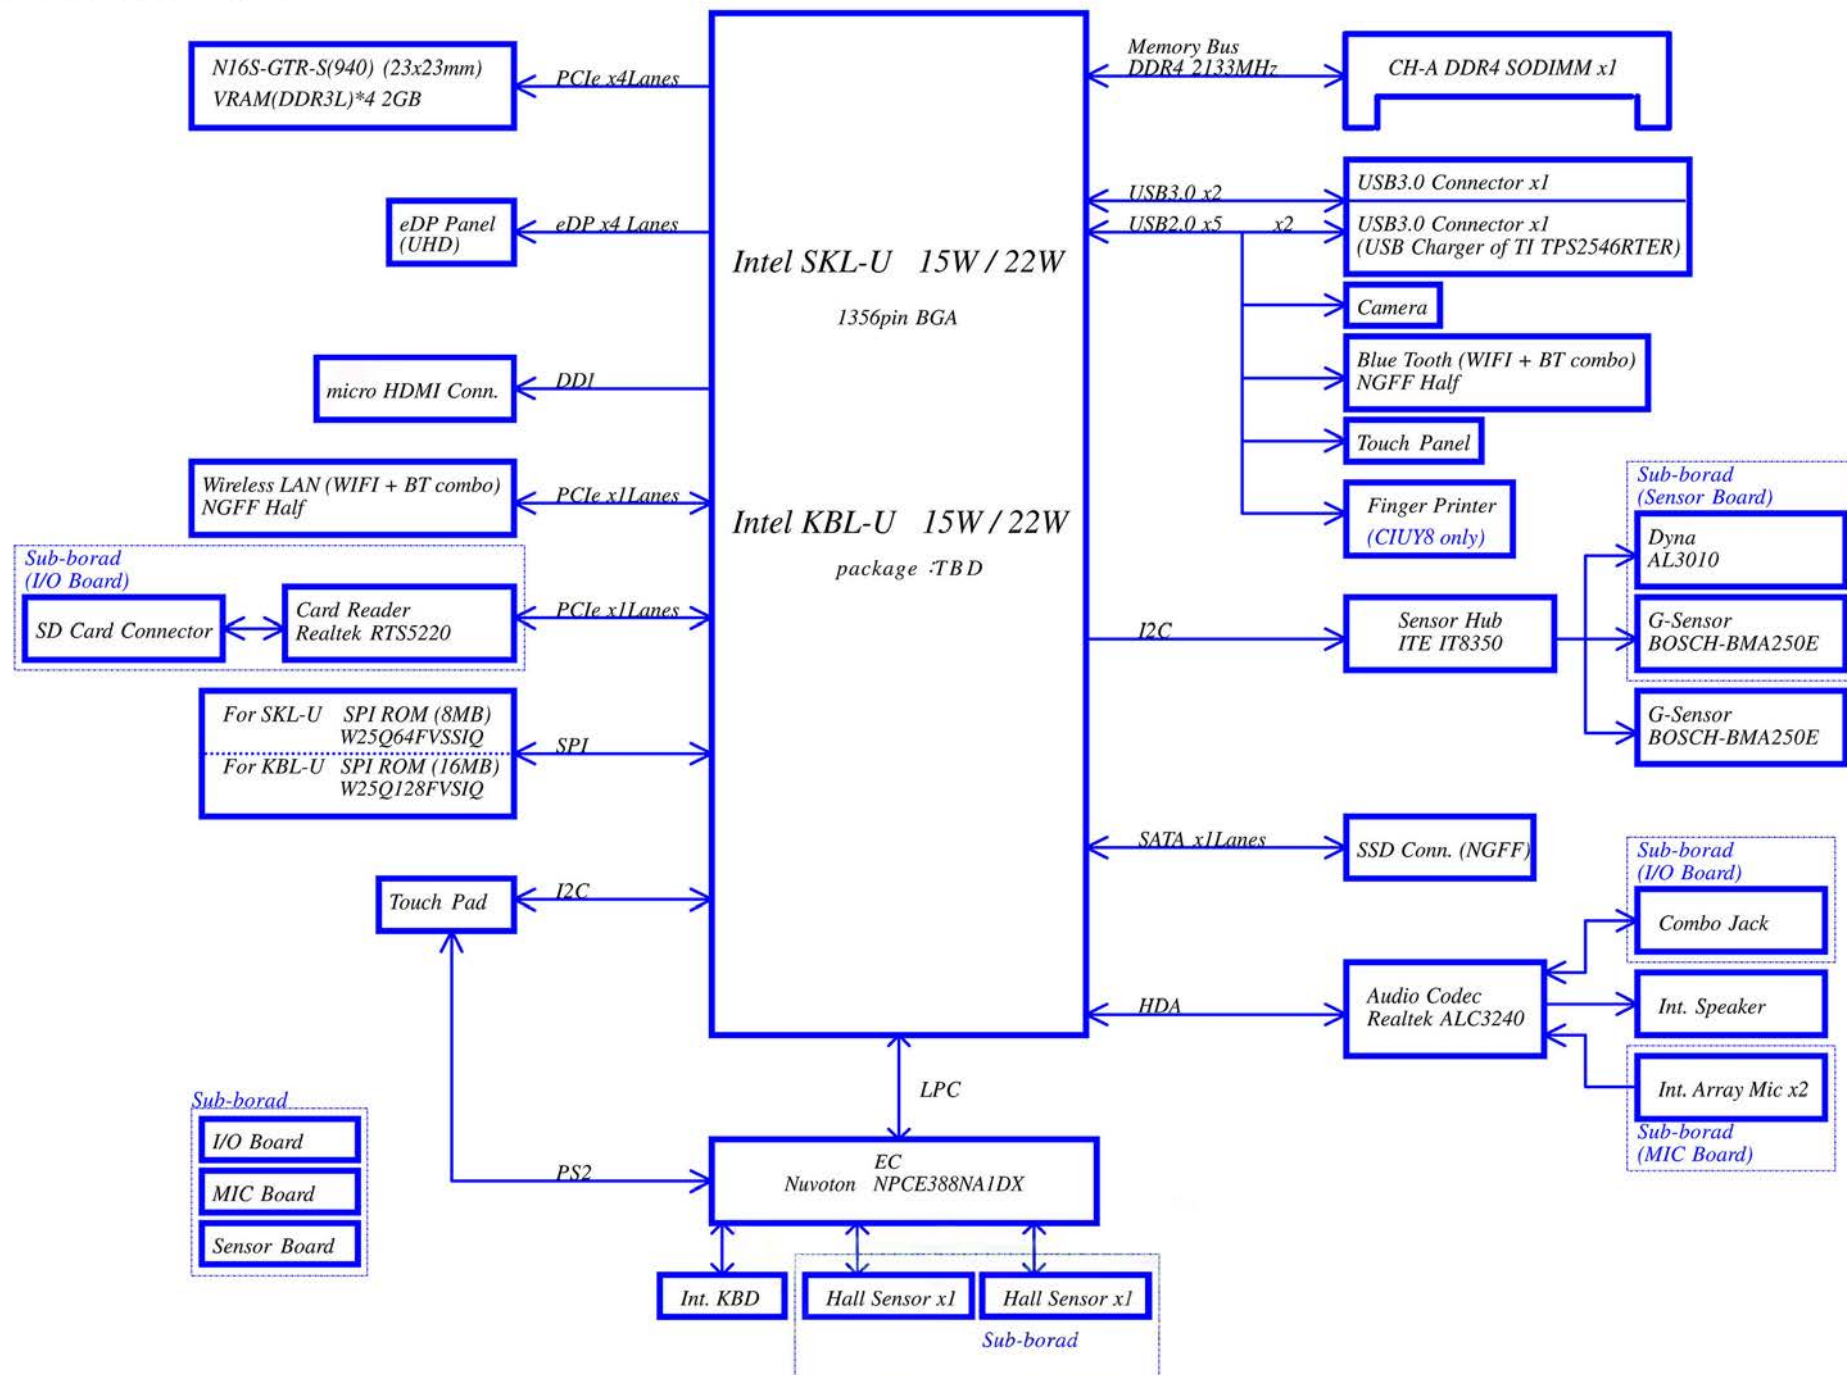 N16S-GTR-S(940) (23x23mm)
VRAM(DDR3L)*4 2GB
PCIe x4Lanes
eDP Panel
(UHD)
eDP x4 Lanes
micro HDMI Conn.
DDI
Wireless LAN (WIFI + BT combo)
NGFF Half
PCIe x1Lanes
Sub-borad
(I/O Board)
SD Card Connector
Card Reader
Realtek RTS5220
PCIe x1Lanes
For SKL-U SPI ROM (8MB)
W25Q64FVSSIQ
For KBL-U SPI ROM (16MB)
W25Q128FVSIQ
SPI
Touch Pad
I2C
PS2
Sub-borad
I/O Board
MIC Board
Sensor Board
Intel SKL-U 15W / 22W
1356pin BGA
Intel KBL-U 15W / 22W
package :TBD
LPC
EC
Nuvoton NPCE388NA1DX
Int. KBD
Hall Sensor x1
Hall Sensor x1
Sub-borad
Memory Bus
DDR4 2133MHz
CH-A DDR4 SODIMM x1
USB3.0 x2
USB2.0 x5 x2
USB3.0 Connector x1
USB3.0 Connector x1
(USB Charger of TI TPS2546RTER)
Camera
Blue Tooth (WIFI + BT combo)
NGFF Half
Touch Panel
Finger Printer
(CIUY8 only)
I2C
Sensor Hub
ITE IT8350
Sub-borad
(Sensor Board)
Dyna
AL3010
G-Sensor
BOSCH-BMA250E
G-Sensor
BOSCH-BMA250E
SATA x1Lanes
SSD Conn. (NGFF)
HDA
Audio Codec
Realtek ALC3240
Sub-borad
(I/O Board)
Combo Jack
Int. Speaker
Int. Array Mic x2
Sub-borad
(MIC Board)